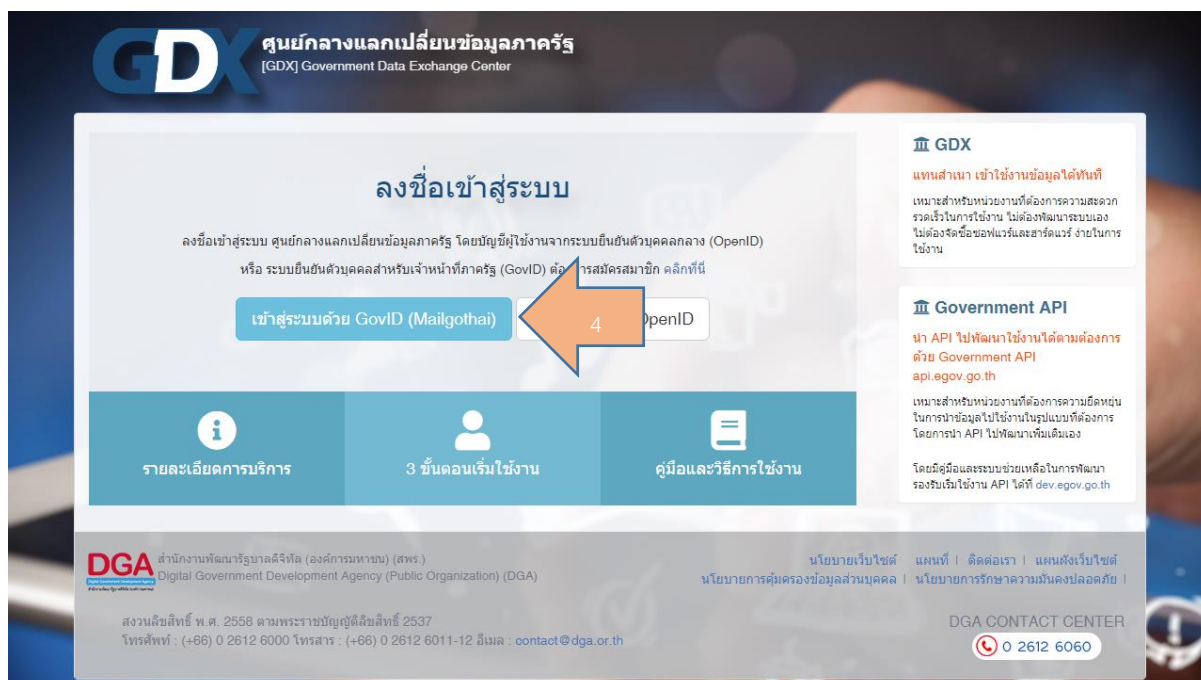 GDX
ศูนย์กลางแลกเปลี่ยนข้อมูลภาครัฐ
[GDX] Government Data Exchange Center
ลงชื่อเข้าสู่ระบบ
ลงชื่อเข้าสู่ระบบ ศูนย์กลางแลกเปลี่ยนข้อมูลภาครัฐ โดยบัญชีผู้ใช้งานจากระบบยืนยันตัวบุคคลกลาง (OpenID)
หรือ ระบบยืนยันตัวบุคคลสำหรับเจ้าหน้าที่ภาครัฐ (GovID) สมัครสมาชิก คลิกที่นี่
เข้าสู่ระบบด้วย GovID (Mailgothai)
4
OpenID
รายละเอียดการบริการ
3 ขั้นตอนเริ่มใช้งาน
คู่มือและวิธีการใช้งาน
GDX
แทนสำเนา เข้าใช้งานข้อมูลได้ทันที
เหมาะสำหรับหน่วยงานที่ต้องการความสะดวก
รวดเร็วในการใช้งาน ไม่ต้องพัฒนาระบบเอง
ไม่ต้องจัดซื้อซอฟแวร์และฮาร์ดแวร์ ง่ายในการ
ใช้งาน
Government API
นำ API ไปพัฒนาใช้งานได้ตามต้องการ
ด้วย Government API
api.egov.go.th
เหมาะสำหรับหน่วยงานที่ต้องการความยืดหยุ่น
ในการนำข้อมูลไปใช้งานในรูปแบบที่ต้องการ
โดยการนำ API ไปพัฒนาเพิ่มเติมเอง
โดยมีคู่มือและระบบช่วยเหลือในการพัฒนา
รองรับเริ่มใช้งาน API ได้ที่ dev.egov.go.th
DGA
สำนักงานพัฒนารัฐบาลดิจิทัล (องค์การมหาชน) (สพร.)
Digital Government Development Agency (Public Organization) (DGA)
นโยบายเว็บไซต์ แผนที่ | ติดต่อเรา | แผนผังเว็บไซต์
นโยบายการคุ้มครองข้อมูลส่วนบุคคล | นโยบายการรักษาความมั่นคงปลอดภัย |
สงวนลิขสิทธิ์ พ.ศ. 2558 ตามพระราชบัญญัติลิขสิทธิ์ 2537
โทรศัพท์ : (+66) 0 2612 6000 โทรสาร : (+66) 0 2612 6011-12 อีเมล : contact@dga.or.th
DGA CONTACT CENTER
0 2612 6060